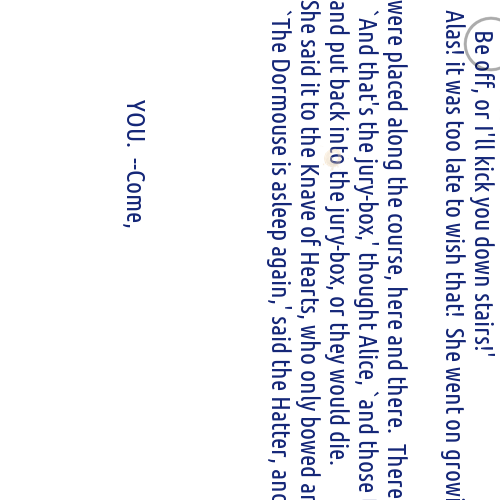 Be off, or I'll kick you down stairs!'
Alas! it was too late to wish that! She went on growi
were placed along the course, here and there. There
`And that's the jury-box,' thought Alice, `and those
and put back into the jury-box, or they would die.
She said it to the Knave of Hearts, who only bowed an
`The Dormouse is asleep again,' said the Hatter, and
YOU. --Come,